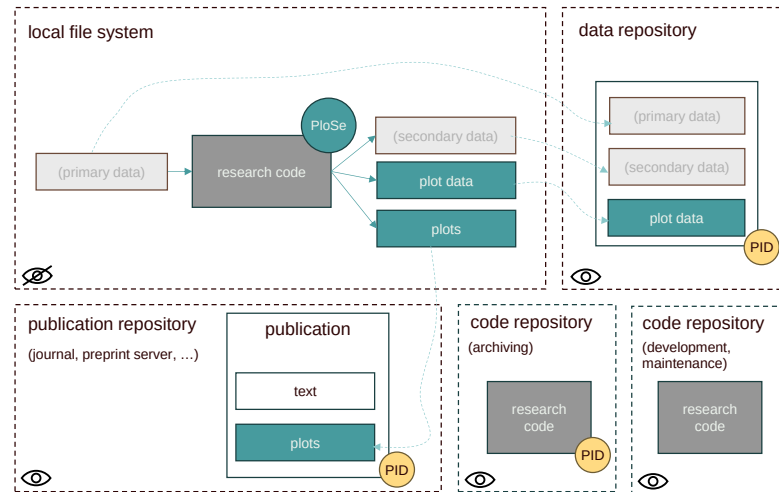 local file system
PloSe
(primary data)
research code
(secondary data)
plot data
plots
data repository
(primary data)
(secondary data)
plot data
PID
publication repository
(journal, preprint server, …)
publication
text
plots
PID
code repository
(archiving)
research
code
PID
code repository
(development,
maintenance)
research
code